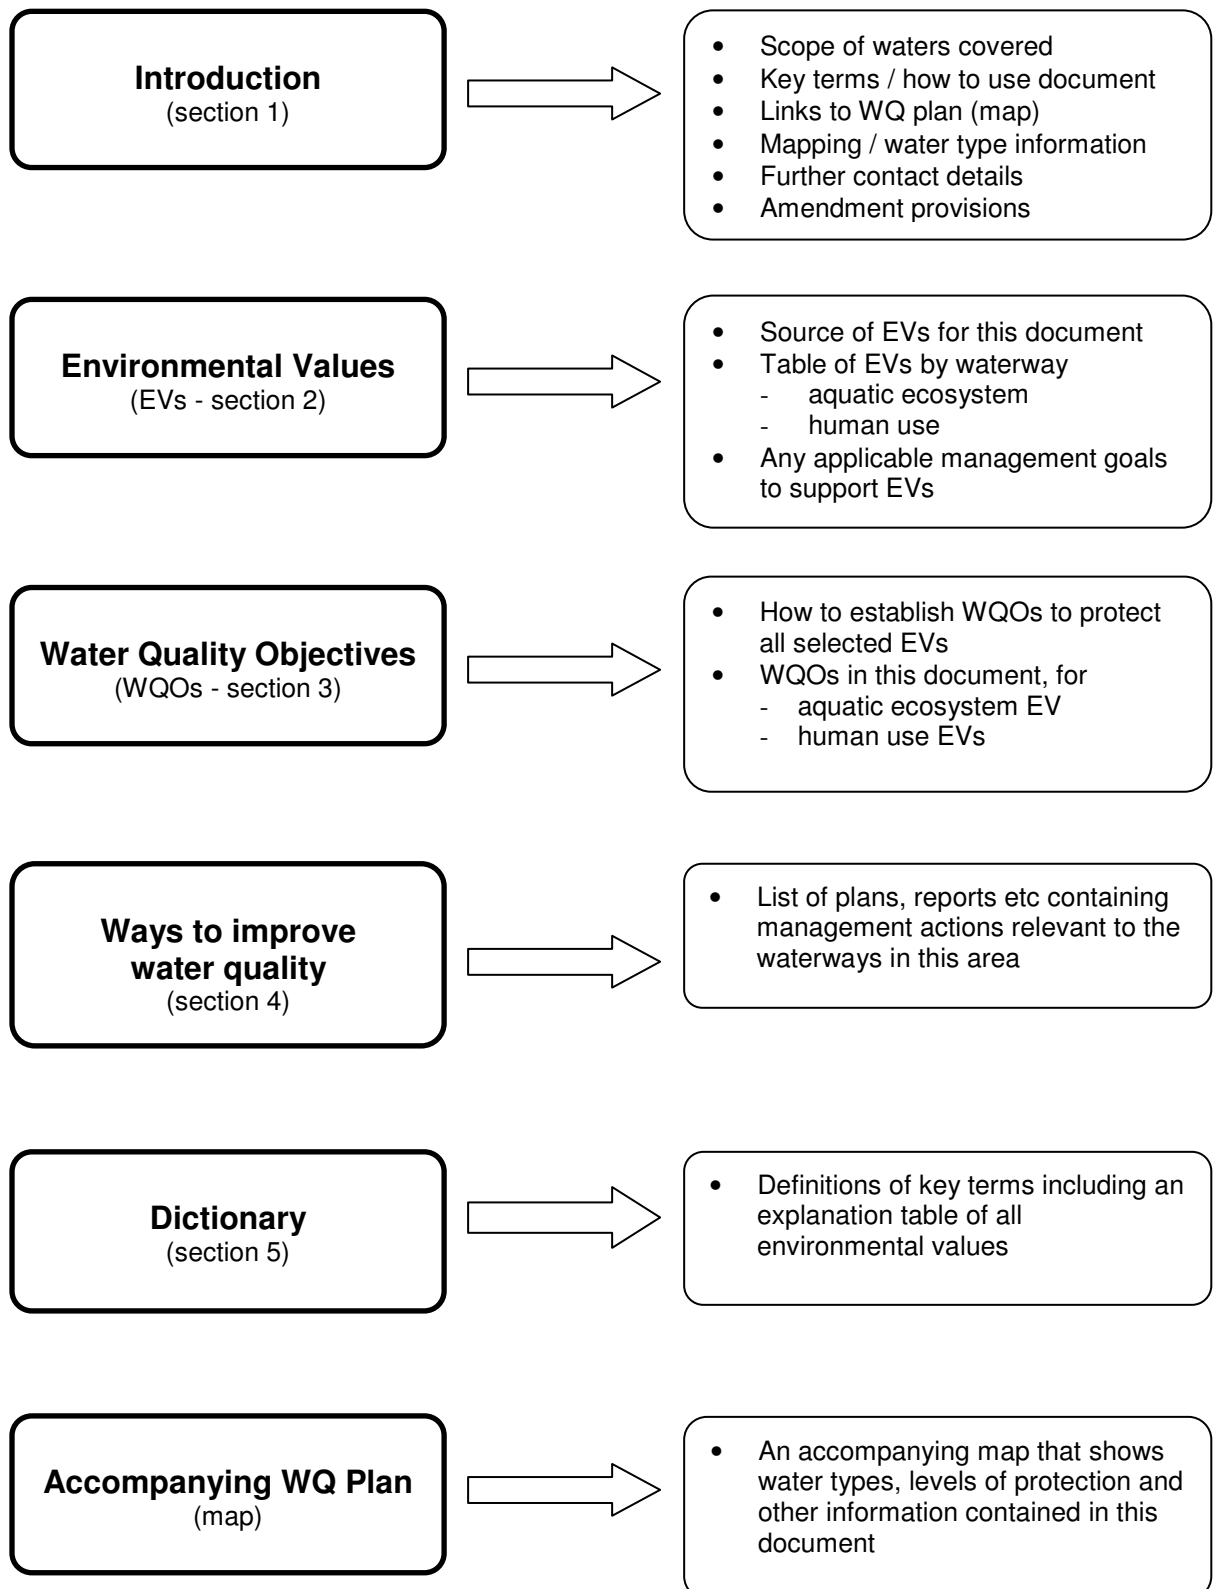 Introduction
(section 1)
• Scope of waters covered
• Key terms / how to use document
• Links to WQ plan (map)
• Mapping / water type information
• Further contact details
• Amendment provisions
Environmental Values
(EVs - section 2)
• Source of EVs for this document
• Table of EVs by waterway
- aquatic ecosystem
- human use
• Any applicable management goals
to support EVs
Water Quality Objectives
(WQOs - section 3)
• How to establish WQOs to protect
all selected EVs
• WQOs in this document, for
- aquatic ecosystem EV
- human use EVs
Ways to improve
water quality
(section 4)
• List of plans, reports etc containing
management actions relevant to the
waterways in this area
Dictionary
(section 5)
• Definitions of key terms including an
explanation table of all
environmental values
Accompanying WQ Plan
(map)
• An accompanying map that shows
water types, levels of protection and
other information contained in this
document